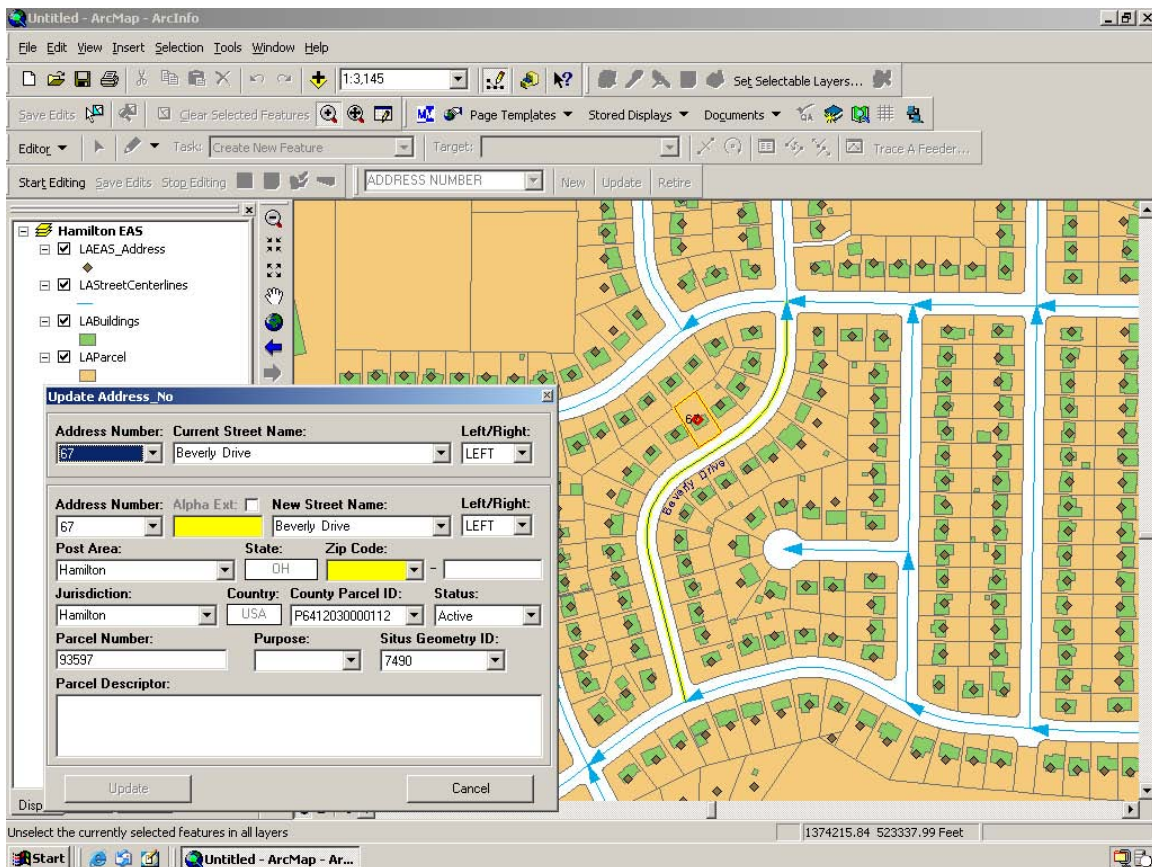 Untitled - ArcMap - ArcInfo
File Edit View Insert Selection Tools Window Help
1:3,145
Set Selectable Layers...
Save Edits Clear Selected Features Page Templates Stored Displays Documents
Editor Task: Create New Feature Target: Trace A Feeder...
Start Editing Save Edits Stop Editing ADDRESS NUMBER New Update Retire
Hamilton EAS
LAEAS_Address
LAStreetCenterlines
LABuildings
LAParcel
Update Address_No
Address Number: Current Street Name: Left/Right:
67 Beverly Drive LEFT
Address Number: Alpha Ext: New Street Name: Left/Right:
67 Beverly Drive LEFT
Post Area: State: Zip Code:
Hamilton OH -
Jurisdiction: Country: County Parcel ID: Status:
Hamilton USA P6412030000112 Active
Parcel Number: Purpose: Situs Geometry ID:
93597 7490
Parcel Descriptor:
Update Cancel
Beverly Drive
Disp
Unselect the currently selected features in all layers
1374215.84 523337.99 Feet
Start Untitled - ArcMap - Ar...